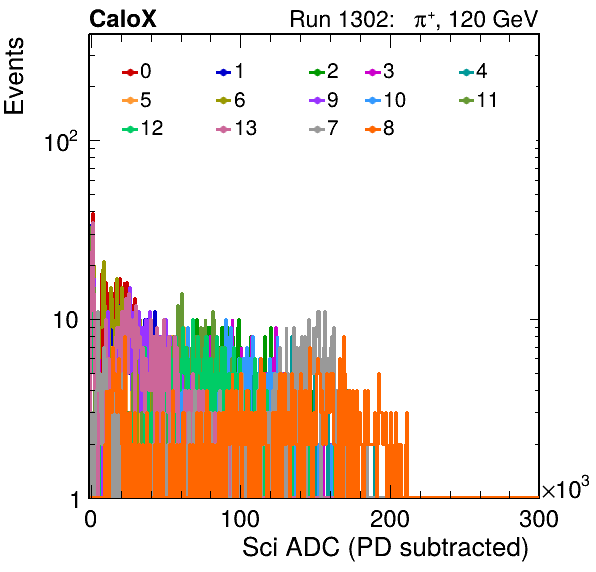 CaloX Run 1302: π⁺, 120 GeV
Events
0 1 2 3 4
5 6 9 10 11
12 13 7 8
10²
10
1
0 100 200 300
×10³
Sci ADC (PD subtracted)